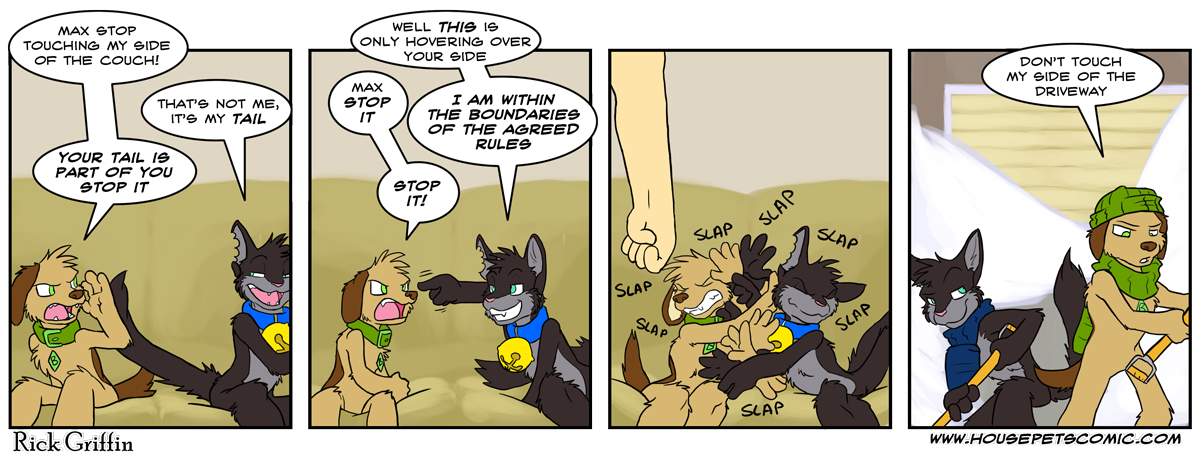 MAX STOP
TOUCHING MY SIDE
OF THE COUCH!
THAT'S NOT ME,
IT'S MY TAIL
YOUR TAIL IS
PART OF YOU
STOP IT
WELL THIS IS
ONLY HOVERING OVER
YOUR SIDE
MAX
STOP
IT
I AM WITHIN
THE BOUNDARIES
OF THE AGREED
RULES
STOP
IT!
SLAP
SLAP
SLAP
SLAP
SLAP
SLAP
SLAP
DON'T TOUCH
MY SIDE OF THE
DRIVEWAY
Rick Griffin
WWW.HOUSEPETSCOMIC.COM